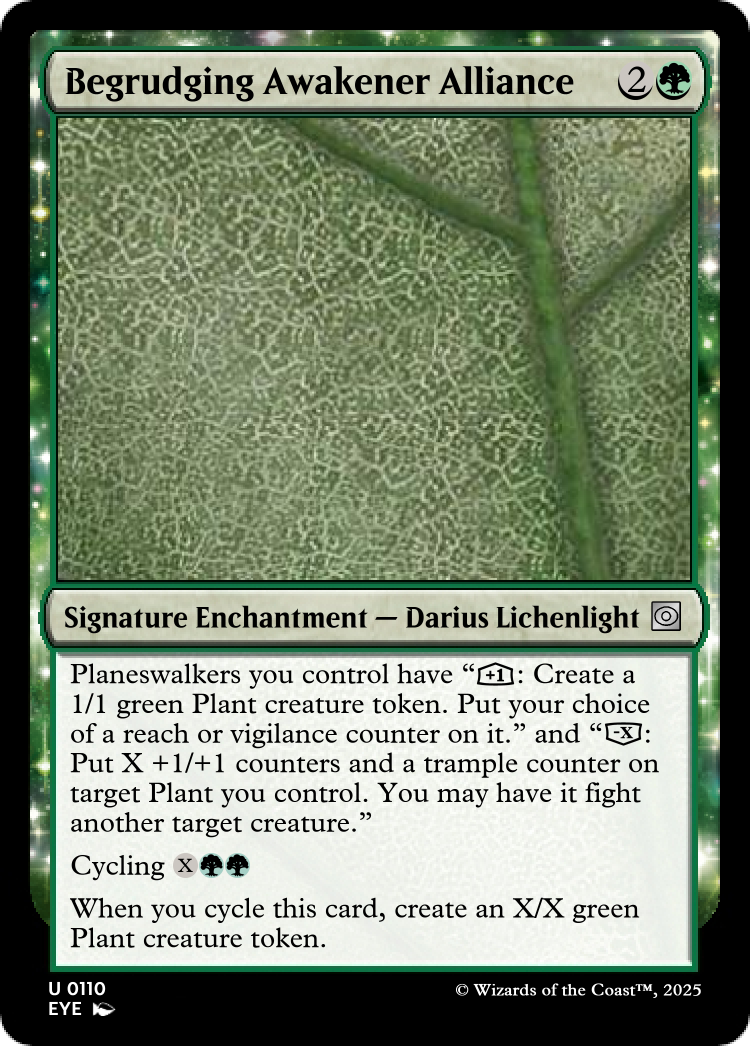 Begrudging Awakener Alliance 2
Signature Enchantment — Darius Lichenlight
Planeswalkers you control have “+1: Create a
1/1 green Plant creature token. Put your choice
of a reach or vigilance counter on it.” and “-X:
Put X +1/+1 counters and a trample counter on
target Plant you control. You may have it fight
another target creature.”
Cycling X
When you cycle this card, create an X/X green
Plant creature token.
U 0110
EYE
© Wizards of the Coast™, 2025